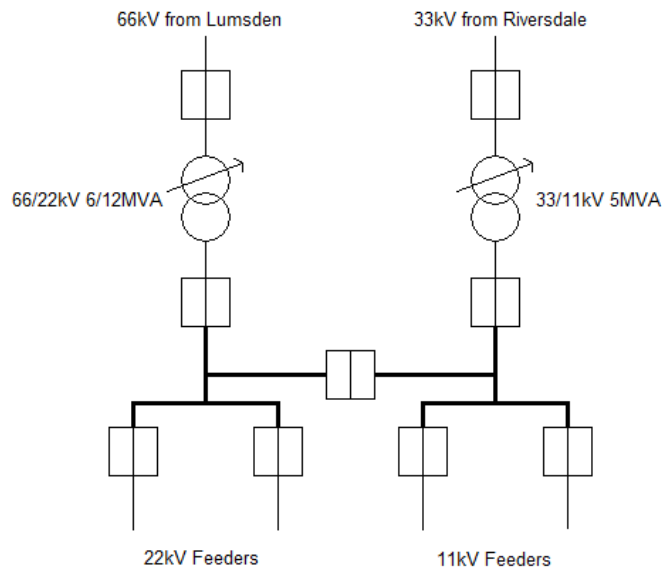 66kV from Lumsden
33kV from Riversdale
66/22kV 6/12MVA
33/11kV 5MVA
22kV Feeders
11kV Feeders